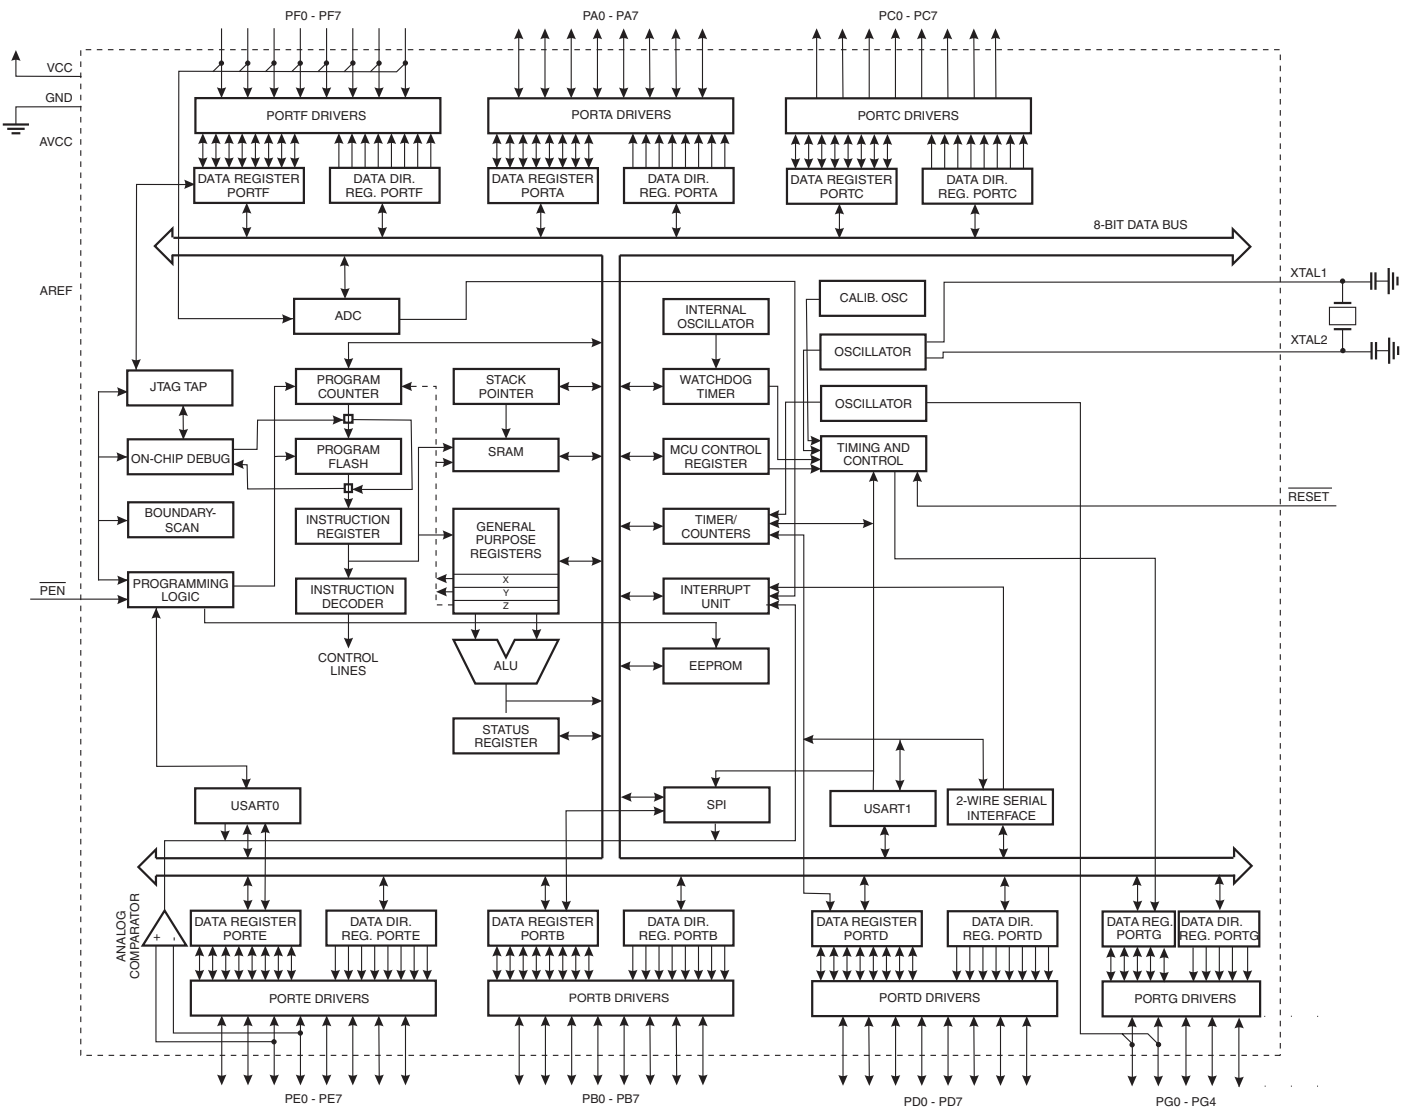 PF0 - PF7
PA0 - PA7
PC0 - PC7
VCC
GND
AVCC
PORTF DRIVERS
PORTA DRIVERS
PORTC DRIVERS
DATA REGISTER
PORTF
DATA DIR.
REG. PORTF
DATA REGISTER
PORTA
DATA DIR.
REG. PORTA
DATA REGISTER
PORTC
DATA DIR.
REG. PORTC
8-BIT DATA BUS
AREF
XTAL1
XTAL2
ADC
INTERNAL
OSCILLATOR
CALIB. OSC
OSCILLATOR
JTAG TAP
PROGRAM
COUNTER
STACK
POINTER
WATCHDOG
TIMER
OSCILLATOR
ON-CHIP DEBUG
PROGRAM
FLASH
SRAM
MCU CONTROL
REGISTER
TIMING AND
CONTROL
RESET
BOUNDARY-
SCAN
INSTRUCTION
REGISTER
GENERAL
PURPOSE
REGISTERS
X
Y
Z
TIMER/
COUNTERS
PEN
PROGRAMMING
LOGIC
INSTRUCTION
DECODER
INTERRUPT
UNIT
CONTROL
LINES
ALU
EEPROM
STATUS
REGISTER
USART0
SPI
USART1
2-WIRE SERIAL
INTERFACE
ANALOG
COMPARATOR
+
-
DATA REGISTER
PORTE
DATA DIR.
REG. PORTE
DATA REGISTER
PORTB
DATA DIR.
REG. PORTB
DATA REGISTER
PORTD
DATA DIR.
REG. PORTD
DATA REG.
PORTG
DATA DIR.
REG. PORTG
PORTE DRIVERS
PORTB DRIVERS
PORTD DRIVERS
PORTG DRIVERS
PE0 - PE7
PB0 - PB7
PD0 - PD7
PG0 - PG4